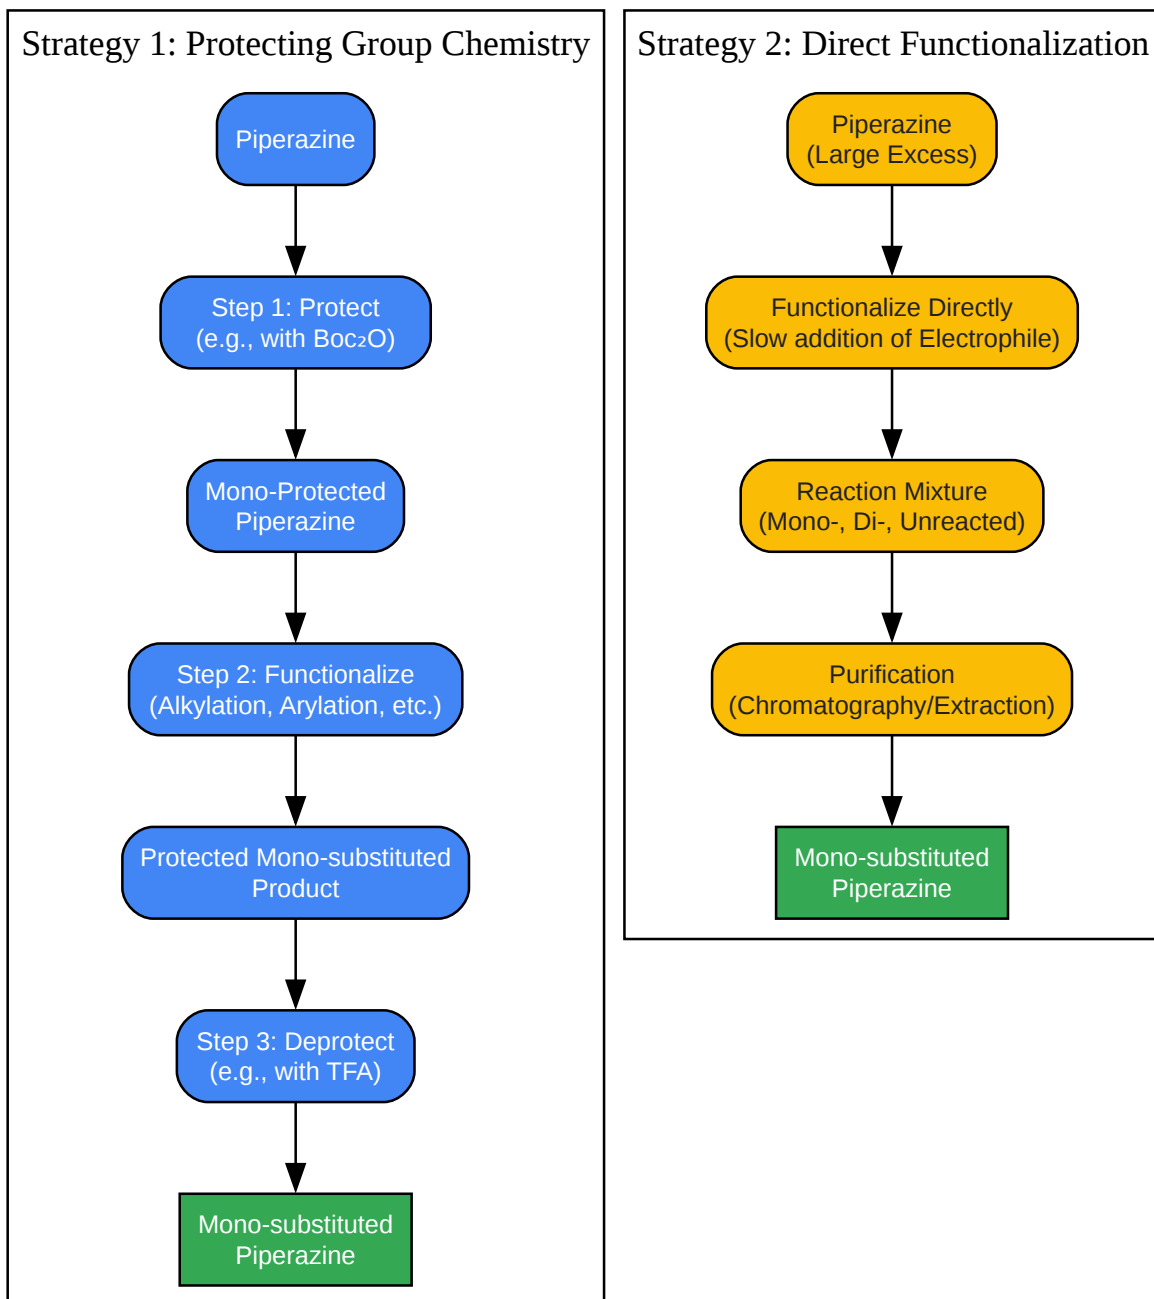 Strategy 1: Protecting Group Chemistry
Piperazine
Step 1: Protect
(e.g., with Boc₂O)
Mono-Protected
Piperazine
Step 2: Functionalize
(Alkylation, Arylation, etc.)
Protected Mono-substituted
Product
Step 3: Deprotect
(e.g., with TFA)
Mono-substituted
Piperazine
Strategy 2: Direct Functionalization
Piperazine
(Large Excess)
Functionalize Directly
(Slow addition of Electrophile)
Reaction Mixture
(Mono-, Di-, Unreacted)
Purification
(Chromatography/Extraction)
Mono-substituted
Piperazine